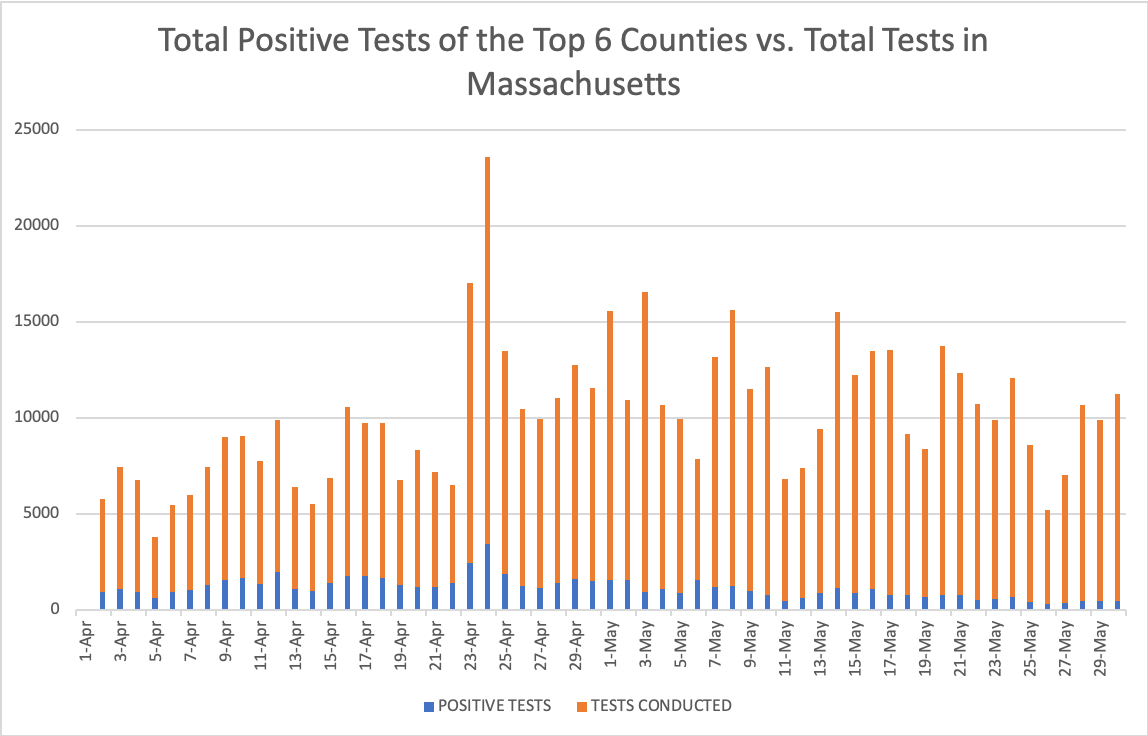 Total Positive Tests of the Top 6 Counties vs. Total Tests in
Massachusetts
25000
20000
15000
10000
5000
0
1-Apr
3-Apr
5-Apr
7-Apr
9-Apr
11-Apr
13-Apr
15-Apr
17-Apr
19-Apr
21-Apr
23-Apr
25-Apr
27-Apr
29-Apr
1-May
3-May
5-May
7-May
9-May
11-May
13-May
15-May
17-May
19-May
21-May
23-May
25-May
27-May
29-May
POSITIVE TESTS
TESTS CONDUCTED